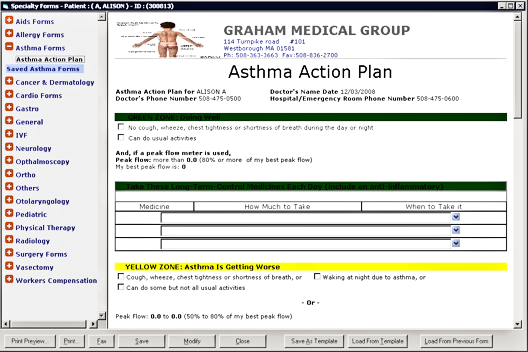 Specialty Forms - Patient : ( A, ALISON ) - ID : (300813)
Aids Forms
Allergy Forms
Asthma Forms
Asthma Action Plan
Saved Asthma Forms
Cancer & Dermatology
Cardio Forms
Gastro
General
IVF
Neurology
Opthalmoscopy
Ortho
Others
Otolaryngology
Pediatric
Physical Therapy
Radiology
Surgery Forms
Vasectomy
Workers Compensation
GRAHAM MEDICAL GROUP
114 Turnpike road #101
Westborough MA 01581
Ph: 508-363-3663 Fax:508-836-2700
Asthma Action Plan
Asthma Action Plan for ALISON A Doctor's Name Date 12/03/2008
Doctor's Phone Number 508-475-0500 Hospital/Emergency Room Phone Number 508-475-0600
GREEN ZONE: Doing Well
No cough, wheeze, chest tightness or shortness of breath during the day or night
Can do usual activities
And, if a peak flow meter is used,
Peak flow: more than 0.0 (80% or more of my best peak flow)
My best peak flow is: 0
Take These Long-Term-Control Medicines Each Day (include an anti-inflammatory)
Medicine How Much to Take When to Take it
YELLOW ZONE: Asthma Is Getting Worse
Cough, wheeze, chest tightness or shortness of breath, or Waking at night due to asthma, or
Can do some but not all usual activities
- Or -
Peak Flow: 0.0 to 0.0 (50% to 80% of my best peak flow)
Print Preview... Print... Fax Save Modify Close Save As Template Load From Template Load From Previous Form